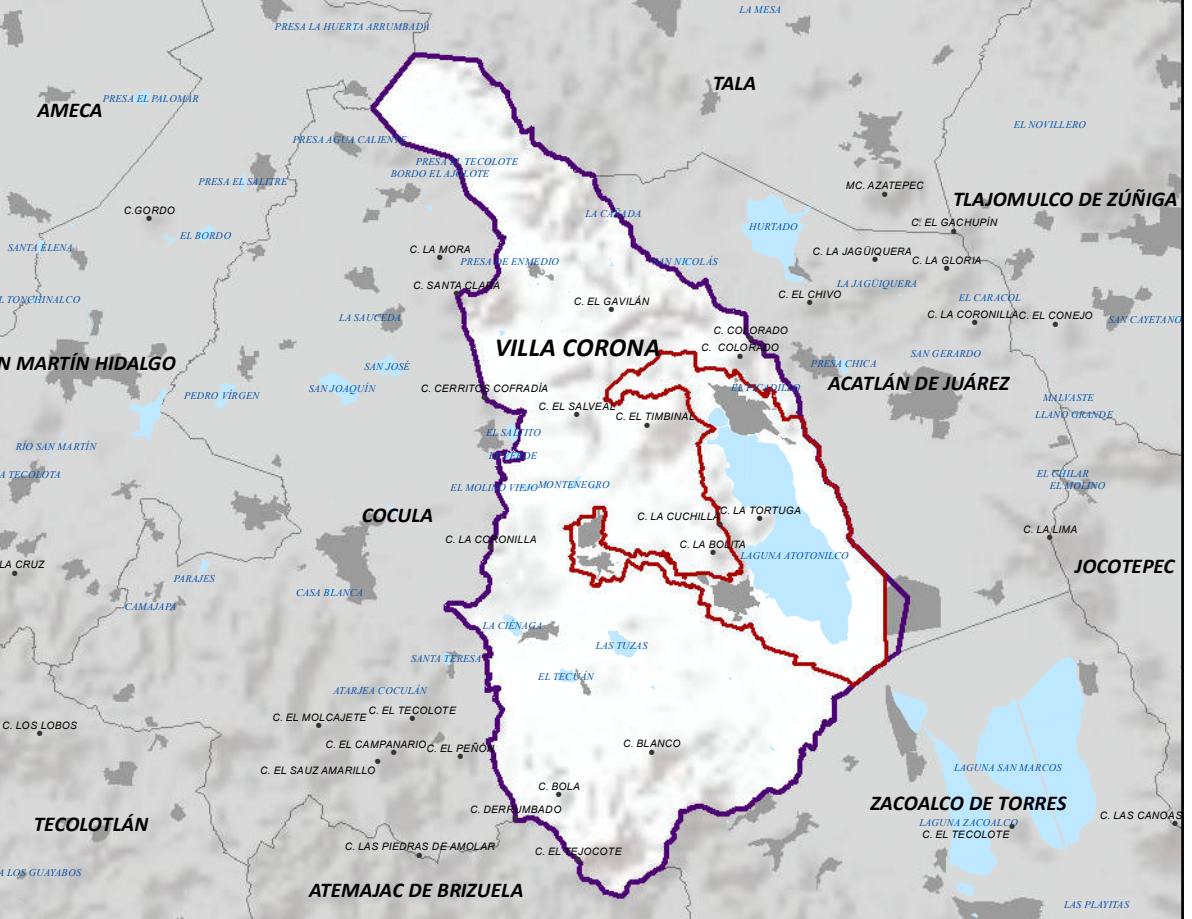 LA MESA
PRESA LA HUERTA ARRUMBADA
TALA
PRESA EL PALOMAR
AMECA
EL NOVILLERO
PRESA AGUA CALIENTE
PRESA EL TECOLOTE
BORDO EL AJOLOTE
PRESA EL SALITRE
MC. AZATEPEC
TLAJOMULCO DE ZÚÑIGA
C.GORDO
LA CAÑADA
C. EL GACHUPÍN
HURTADO
EL BORDO
SANTA ELENA
C. LA MORA
C. LA JAGÜIQUERA
C. LA GLORIA
PRESA DE ENMEDIO
SAN NICOLÁS
C. SANTA CLARA
LA JAGÜIQUERA
C. EL CHIVO
EL CARACOL
L TONCHINALCO
C. EL GAVILÁN
C. LA CORONILLA
C. EL CONEJO
SAN CAYETANO
LA SAUCEDA
C. COLORADO
VILLA CORONA
C. COLORADO
SAN GERARDO
N MARTÍN HIDALGO
SAN JOSÉ
PRESA CHICA
ACATLÁN DE JUÁREZ
SAN JOAQUÍN
C. CERRITOS COFRADÍA
EL PICADILLO
PEDRO VÍRGEN
MALVASTE
C. EL SALVEAL
C. EL TIMBINAL
LLANO GRANDE
EL SALTITO
RÍO SAN MARTÍN
EL VERDE
A TECOLOTA
EL CHILAR
EL MOLINO VIEJO
MONTENEGRO
EL MOLINO
COCULA
C. LA CUCHILLA
C. LA TORTUGA
C. LA LIMA
C. LA CORONILLA
C. LA BOLITA
LAGUNA ATOTONILCO
LA CRUZ
JOCOTEPEC
PARAJES
CASA BLANCA
CAMAJAPA
LA CIÉNAGA
LAS TUZAS
SANTA TERESA
EL TECUÁN
ATARJEA COCULÁN
C. EL TECOLOTE
C. EL MOLCAJETE
C. LOS LOBOS
C. EL CAMPANARIO
C. EL PEÑÓN
C. BLANCO
C. EL SAUZ AMARILLO
LAGUNA SAN MARCOS
C. BOLA
C. DERRUMBADO
ZACOALCO DE TORRES
C. LAS CANOAS
TECOLOTLÁN
LAGUNA ZACOALCO
C. EL TECOLOTE
C. LAS PIEDRAS DE AMOLAR
C. EL TEJOCOTE
A LOS GUAYABOS
ATEMAJAC DE BRIZUELA
LAS PLAYITAS